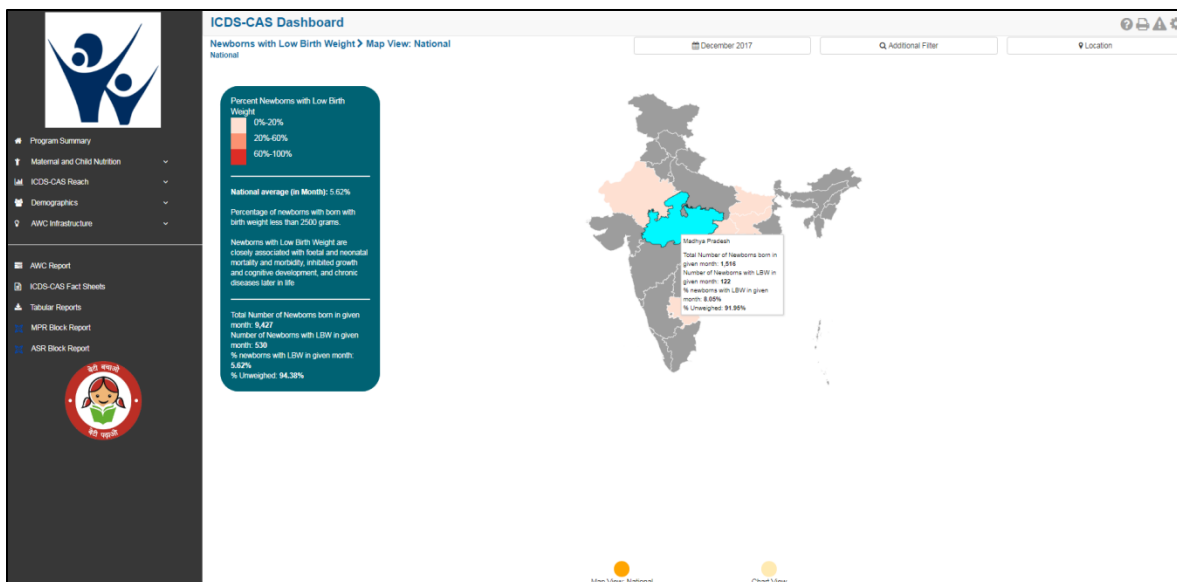 ICDS-CAS Dashboard
Newborns with Low Birth Weight > Map View: National
National
December 2017
Additional Filter
Location
Program Summary
Maternal and Child Nutrition
ICDS-CAS Reach
Demographics
AWC Infrastructure
AWC Report
ICDS-CAS Fact Sheets
Tabular Reports
MPR Block Report
ASR Block Report
बेटी बचाओ
बेटी पढ़ाओ
Percent Newborns with Low Birth
Weight
0%-20%
20%-60%
60%-100%
National average (in Month): 5.62%
Percentage of newborns with born with
birth weight less than 2500 grams.
Newborns with Low Birth Weight are
closely associated with foetal and neonatal
mortality and morbidity, inhibited growth
and cognitive development, and chronic
diseases later in life
Total Number of Newborns born in given
month: 9,427
Number of Newborns with LBW in given
month: 530
% newborns with LBW in given month:
5.62%
% Unweighed: 94.38%
Madhya Pradesh
Total Number of Newborns born in
given month: 1,516
Number of Newborns with LBW in
given month: 122
% newborns with LBW in given
month: 8.05%
% Unweighed: 91.95%
Map View: National
Chart View